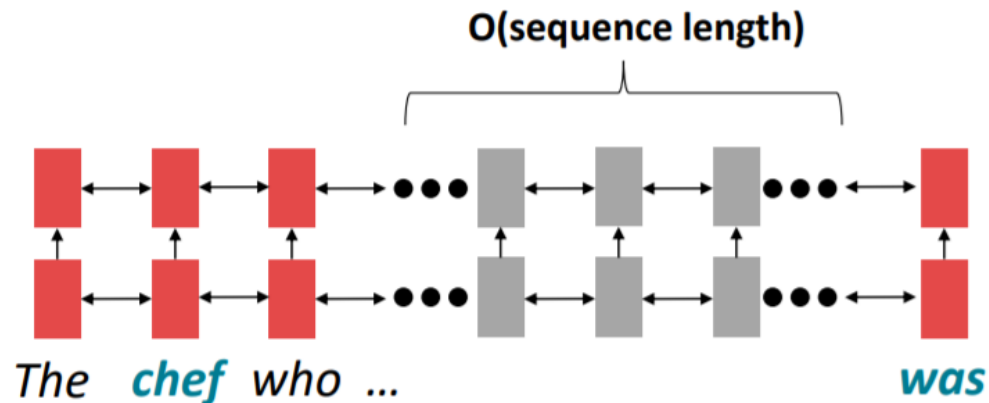 O(sequence length)
The chef who ... was